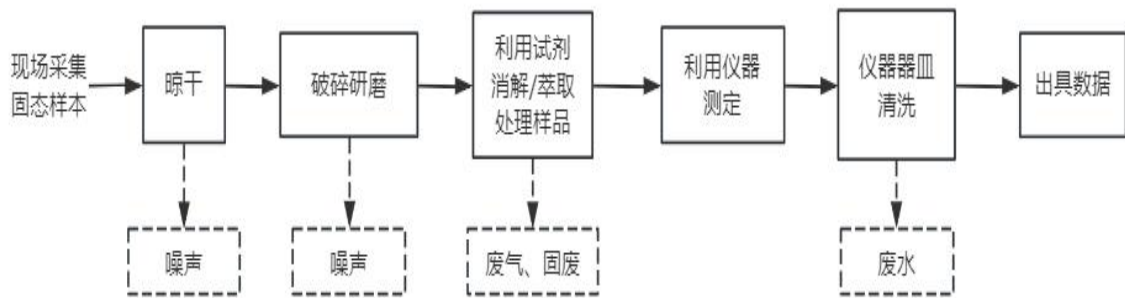 现场采集
固态样本
晾干
破碎研磨
利用试剂
消解/萃取
处理样品
利用仪器
测定
仪器器皿
清洗
出具数据
噪声
噪声
废气、固废
废水